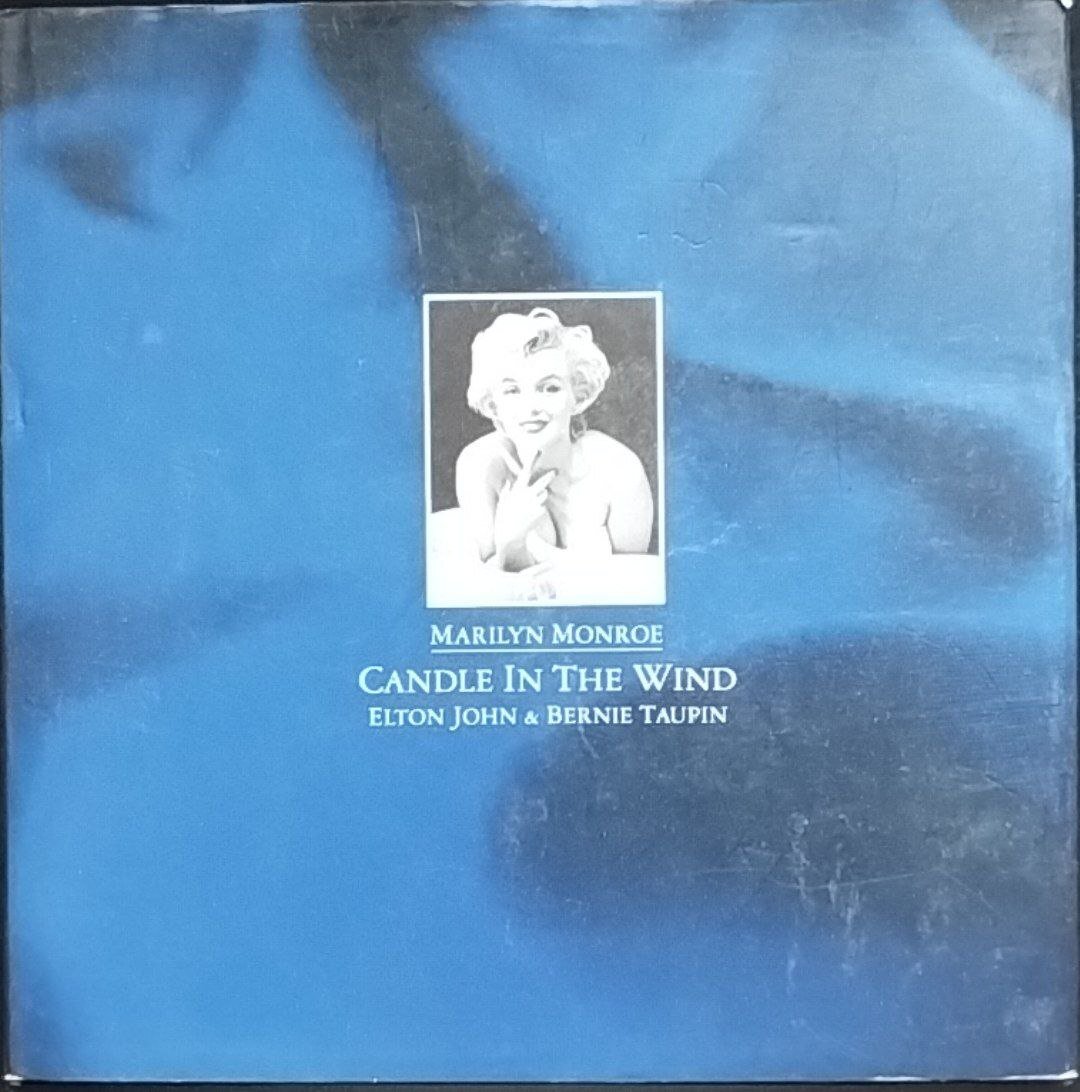 MARILYN MONROE
CANDLE IN THE WIND
ELTON JOHN & BERNIE TAUPIN